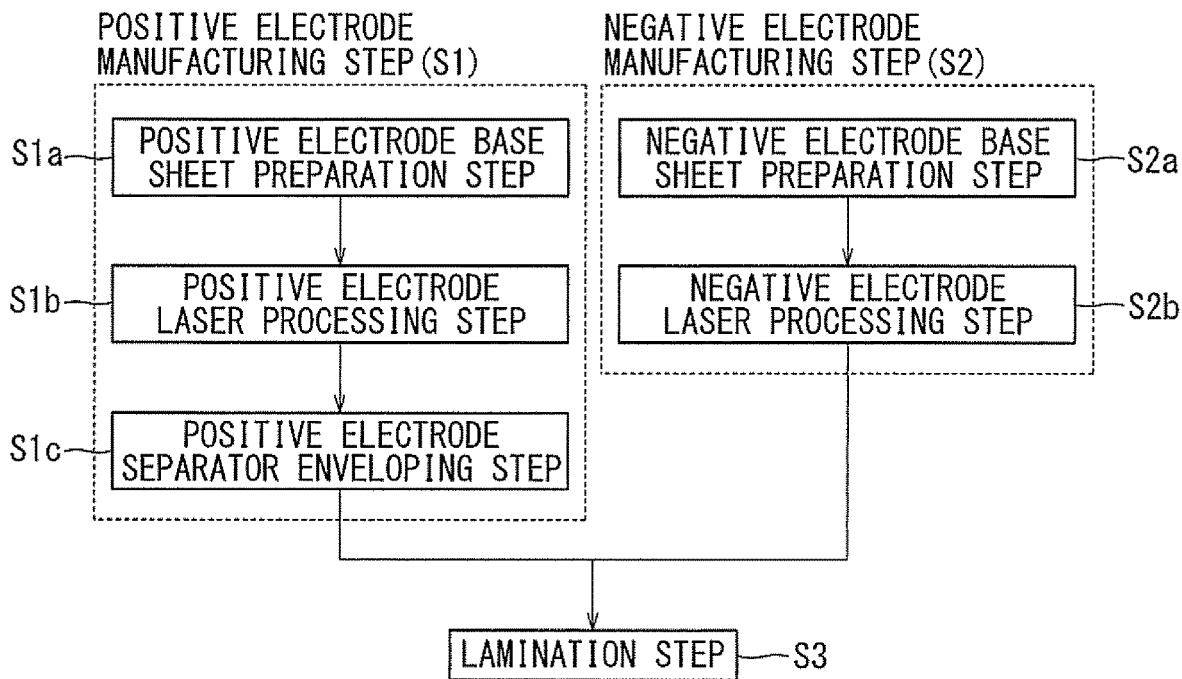 POSITIVE ELECTRODE
MANUFACTURING STEP(S1)
S1a
POSITIVE ELECTRODE BASE
SHEET PREPARATION STEP
S1b
POSITIVE ELECTRODE
LASER PROCESSING STEP
S1c
POSITIVE ELECTRODE
SEPARATOR ENVELOPING STEP
NEGATIVE ELECTRODE
MANUFACTURING STEP(S2)
NEGATIVE ELECTRODE BASE
SHEET PREPARATION STEP
S2a
NEGATIVE ELECTRODE
LASER PROCESSING STEP
S2b
LAMINATION STEP
S3